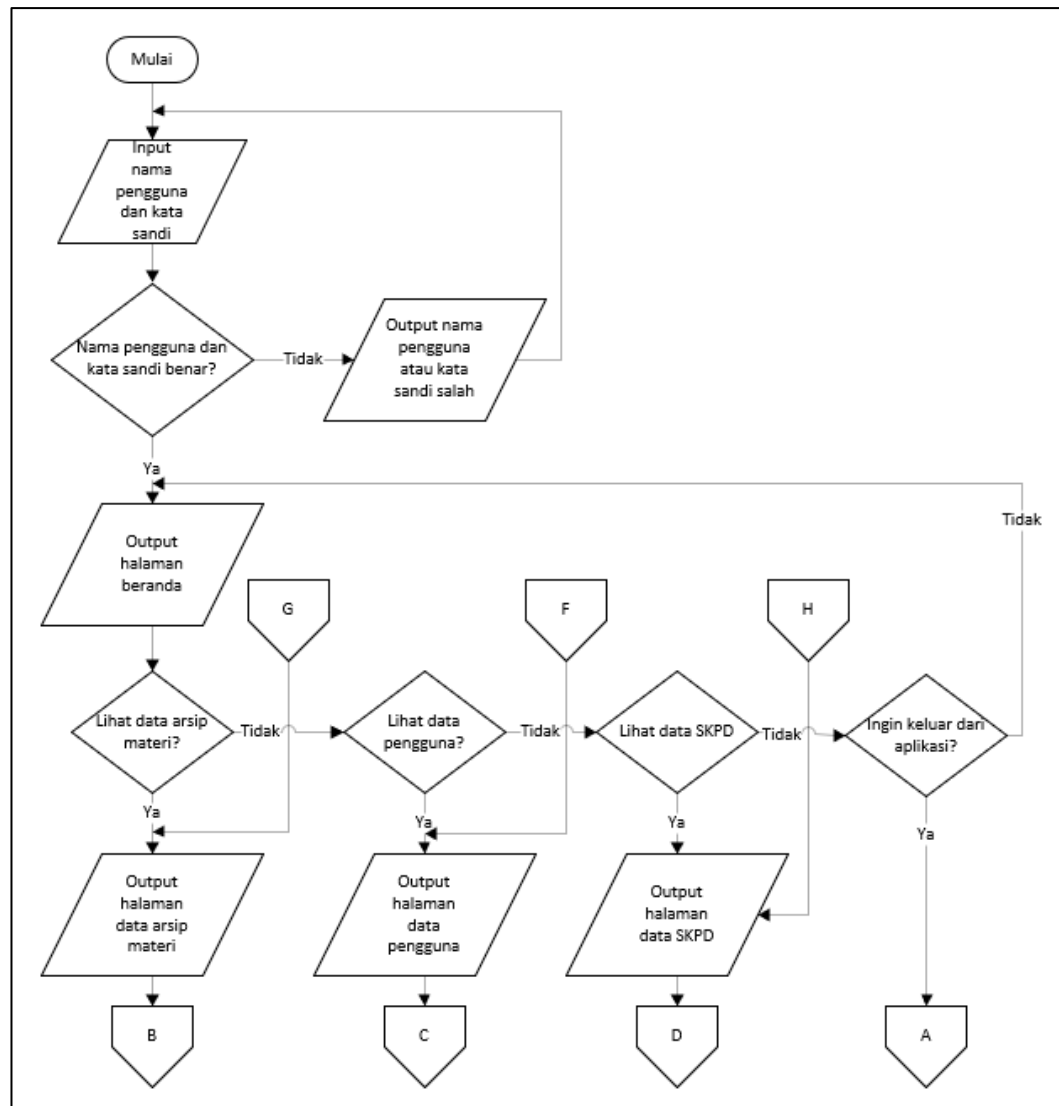 Mulai
Input
nama
pengguna
dan kata
sandi
Nama pengguna dan
kata sandi benar?
Tidak
Output nama
pengguna
atau kata
sandi salah
Ya
Tidak
Output
halaman
beranda
G
F
H
Lihat data arsip
materi?
Tidak
Lihat data
pengguna?
Tidak
Lihat data SKPD
Tidak
Ingin keluar dari
aplikasi?
Ya
Ya
Ya
Ya
Output
halaman
data arsip
materi
Output
halaman
data
pengguna
Output
halaman
data SKPD
B
C
D
A